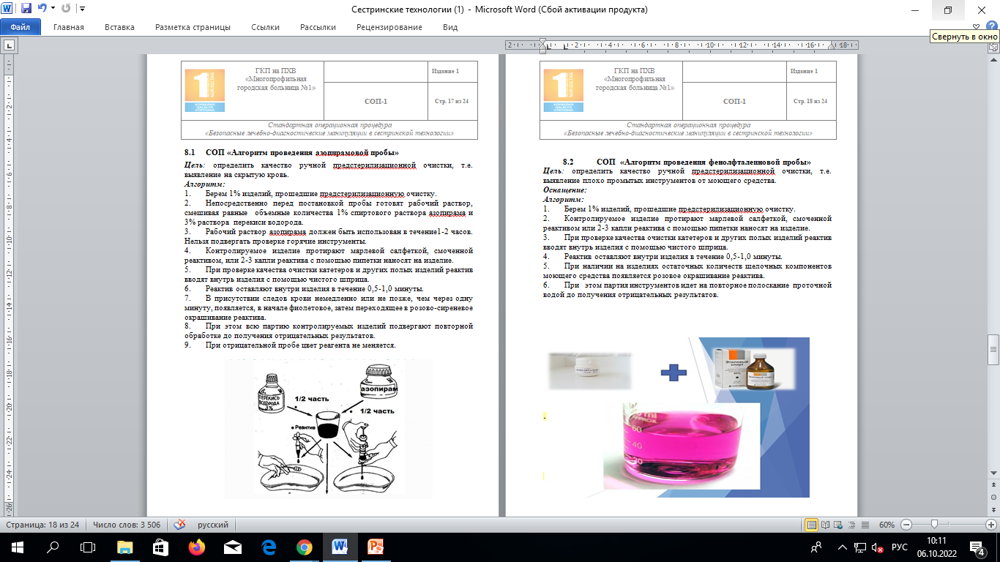 Сестринские технологии (1) - Microsoft Word (Сбой активации продукта)
Файл Главная Вставка Разметка страницы Ссылки Рассылки Рецензирование Вид
Свернуть в окно
2 2 4 6 8 10 12 14 16 18
ГКП на ПХВ
«Многопрофильная
городская больница №1»
Издание 1
СОП-1
Стр. 17 из 24
Стандартная операционная процедура
«Безопасные лечебно-диагностические манипуляции в сестринской технологии»
8.1 СОП «Алгоритм проведения азопирамовой пробы»
Цель: определить качество ручной предстерилизационной очистки, т.е.
выявление на скрытую кровь.
Алгоритм:
1. Берем 1% изделий, прошедшие предстерилизационную очистку.
2. Непосредственно перед постановкой пробы готовят рабочий раствор,
смешивая равные объемные количества 1% спиртового раствора азопирама и
3% раствора перекиси водорода.
3. Рабочий раствор азопирама должен быть использован в течение1-2 часов.
Нельзя подвергать проверке горячие инструменты.
4. Контролируемое изделие протирают марлевой салфеткой, смоченной
реактивом, или 2-3 капли реактива с помощью пипетки наносят на изделие.
5. При проверке качества очистки катетеров и других полых изделий реактив
вводят внутрь изделия с помощью чистого шприца.
6. Реактив оставляют внутри изделия в течение 0,5-1,0 минуты.
7. В присутствии следов крови немедленно или не позже, чем через одну
минуту, появляется, в начале фиолетовое, затем переходящее в розово-сиреневое
окрашивание реактива.
8. При этом всю партию контролируемых изделий подвергают повторной
обработке до получения отрицательных результатов.
9. При отрицательной пробе цвет реагента не меняется.
ПЕРЕКИСЬ
ВОДОРОДА
3%
азопирам
1/2 часть
1/2 часть
Реактив
ГКП на ПХВ
«Многопрофильная
городская больница №1»
Издание 1
СОП-1
Стр. 18 из 24
Стандартная операционная процедура
«Безопасные лечебно-диагностические манипуляции в сестринской технологии»
8.2 СОП «Алгоритм проведения фенолфталеиновой пробы»
Цель: определить качество ручной предстерилизационной очистки, т.е.
выявление плохо промытых инструментов от моющего средства.
Оснащение:
Алгоритм:
1. Берем 1% изделий, прошедшие предстерилизационную очистку.
2. Контролируемое изделие протирают марлевой салфеткой, смоченной
реактивом или 2-3 капли реактива с помощью пипетки наносят на изделие.
3. При проверке качества очистки катетеров и других полых изделий реактив
вводят внутрь изделия с помощью чистого шприца.
4. Реактив оставляют внутри изделия в течение 0,5-1,0 минуты.
5. При наличии на изделиях остаточных количеств щелочных компонентов
моющего средства появляется розовое окрашивание реактива.
6. При этом партия инструментов идет на повторное полоскание проточной
водой до получения отрицательных результатов.
Этиловый
спирт
60
40
Страница: 18 из 24 Число слов: 3 506 русский 60%
РУС
10:11
06.10.2022
4